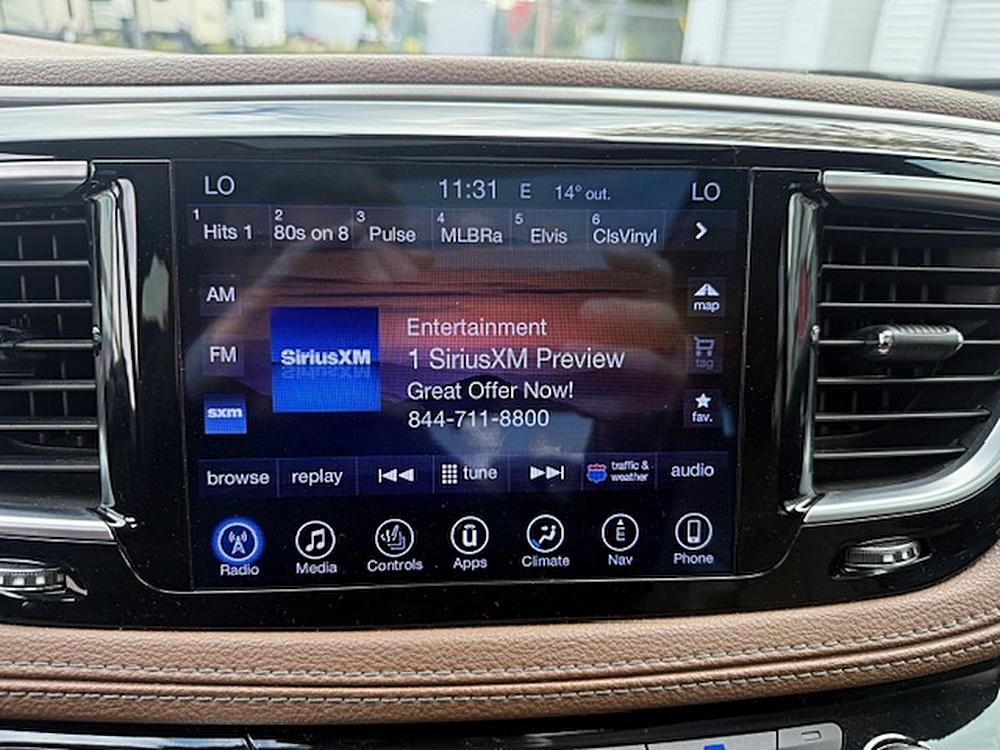 LO 11:31 E 14° out. LO
1 Hits 1 2 80s on 8 3 Pulse 4 MLBRa 5 Elvis 6 ClsVinyl
AM
FM
sxm
SiriusXM
Entertainment
1 SiriusXM Preview
Great Offer Now!
844-711-8800
map
tag
fav.
browse replay tune traffic & weather audio
Radio Media Controls Apps Climate E Nav Phone